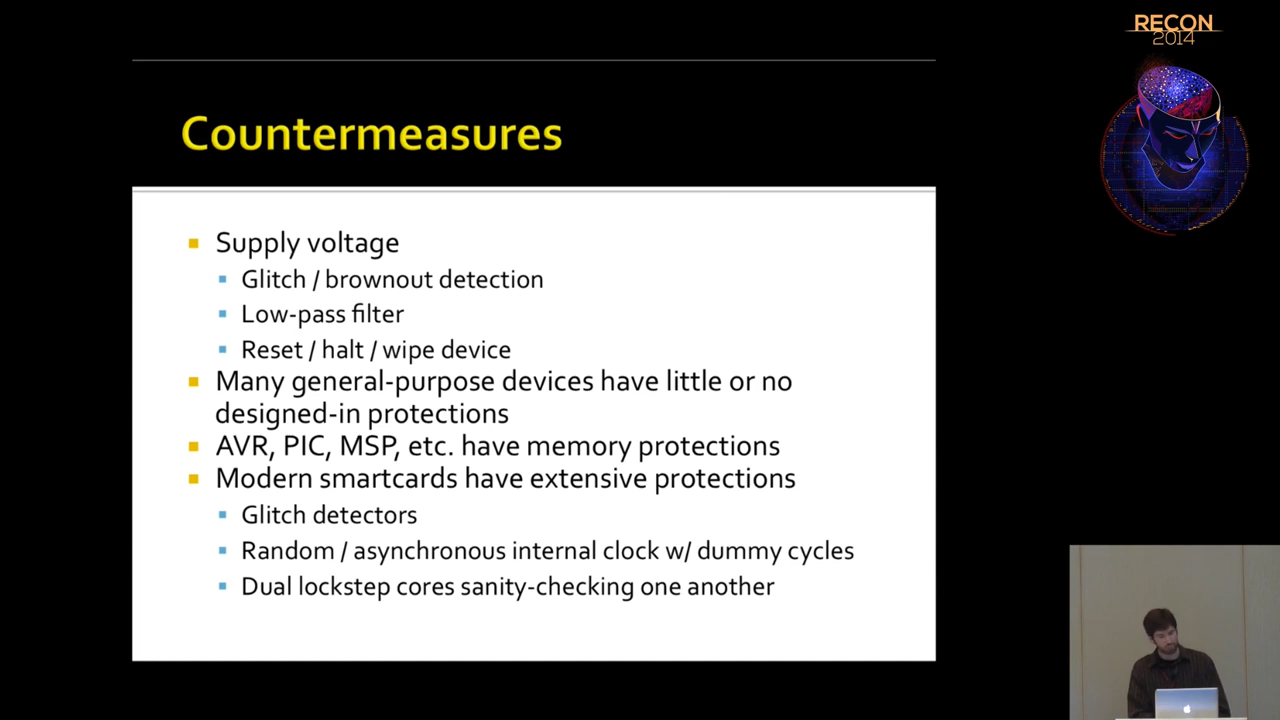 RECON
2014
Countermeasures
Supply voltage
Glitch / brownout detection
Low-pass filter
Reset / halt / wipe device
Many general-purpose devices have little or no
designed-in protections
AVR, PIC, MSP, etc. have memory protections
Modern smartcards have extensive protections
Glitch detectors
Random / asynchronous internal clock w/ dummy cycles
Dual lockstep cores sanity-checking one another